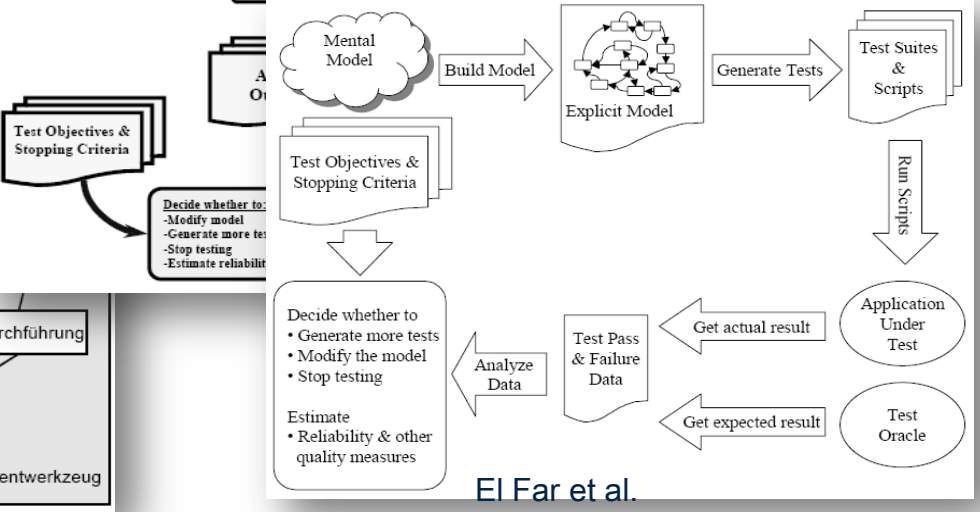 Test Objectives &
Stopping Criteria
Decide whether to:
-Modify model
-Generate more
-Stop testing
-Estimate
Mental
Model
Build Model
Explicit Model
Generate Tests
Test Suites
&
Scripts
Test Objectives &
Stopping Criteria
Run Scripts
Decide whether to
• Generate more tests
• Modify the model
• Stop testing
Estimate
• Reliability & other
quality measures
Analyze
Data
Test Pass
& Failure
Data
Get actual result
Application
Under
Test
Get expected result
Test
Oracle
El Far et al.
rchführung
entwerkzeug